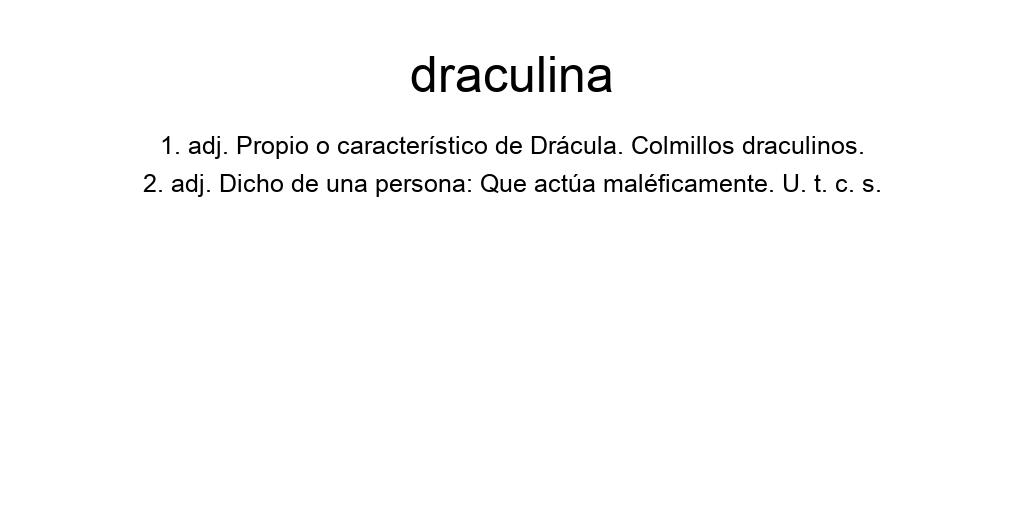 draculina
1. adj. Propio o característico de Drácula. Colmillos draculinos.
2. adj. Dicho de una persona: Que actúa maléficamente. U. t. c. s.